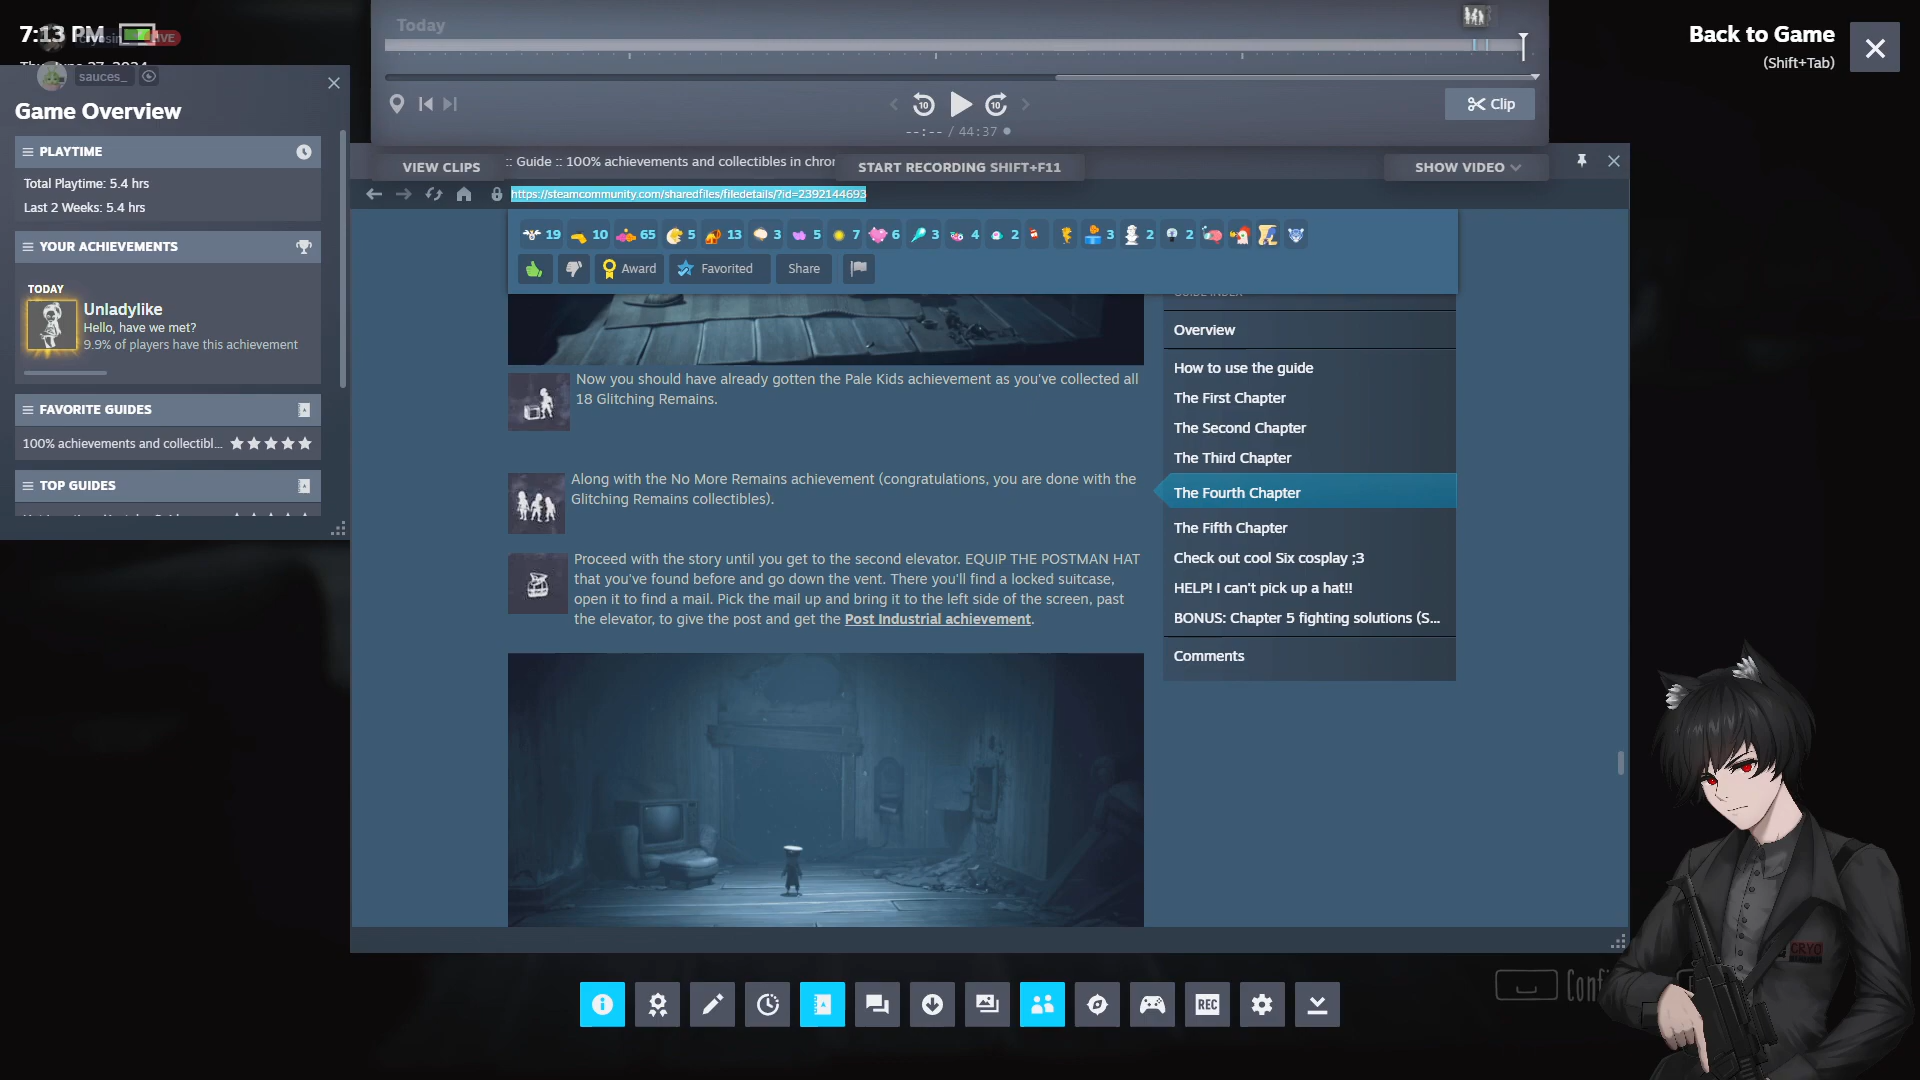 7:13 PM
LIVE
sauces_
Game Overview
PLAYTIME
Total Playtime: 5.4 hrs
Last 2 Weeks: 5.4 hrs
YOUR ACHIEVEMENTS
TODAY
Unladylike
Hello, have we met?
9.9% of players have this achievement
FAVORITE GUIDES
100% achievements and collectibl...
TOP GUIDES
Today
10
10
--:-- / 44:37
Clip
Back to Game
(Shift+Tab)
VIEW CLIPS
:: Guide :: 100% achievements and collectibles in chron
START RECORDING SHIFT+F11
SHOW VIDEO
https://steamcommunity.com/sharedfiles/filedetails/?id=2392144693
19 10 65 5 13 3 5 7 6 3 4 2 3 2 2
Award
Favorited
Share
GUIDE INDEX
Overview
How to use the guide
The First Chapter
The Second Chapter
The Third Chapter
The Fourth Chapter
The Fifth Chapter
Check out cool Six cosplay ;3
HELP! I can't pick up a hat!!
BONUS: Chapter 5 fighting solutions (S...
Comments
Now you should have already gotten the Pale Kids achievement as you've collected all
18 Glitching Remains.
Along with the No More Remains achievement (congratulations, you are done with the
Glitching Remains collectibles).
Proceed with the story until you get to the second elevator. EQUIP THE POSTMAN HAT
that you've found before and go down the vent. There you'll find a locked suitcase,
open it to find a mail. Pick the mail up and bring it to the left side of the screen, past
the elevator, to give the post and get the Post Industrial achievement.
CRYO
REC